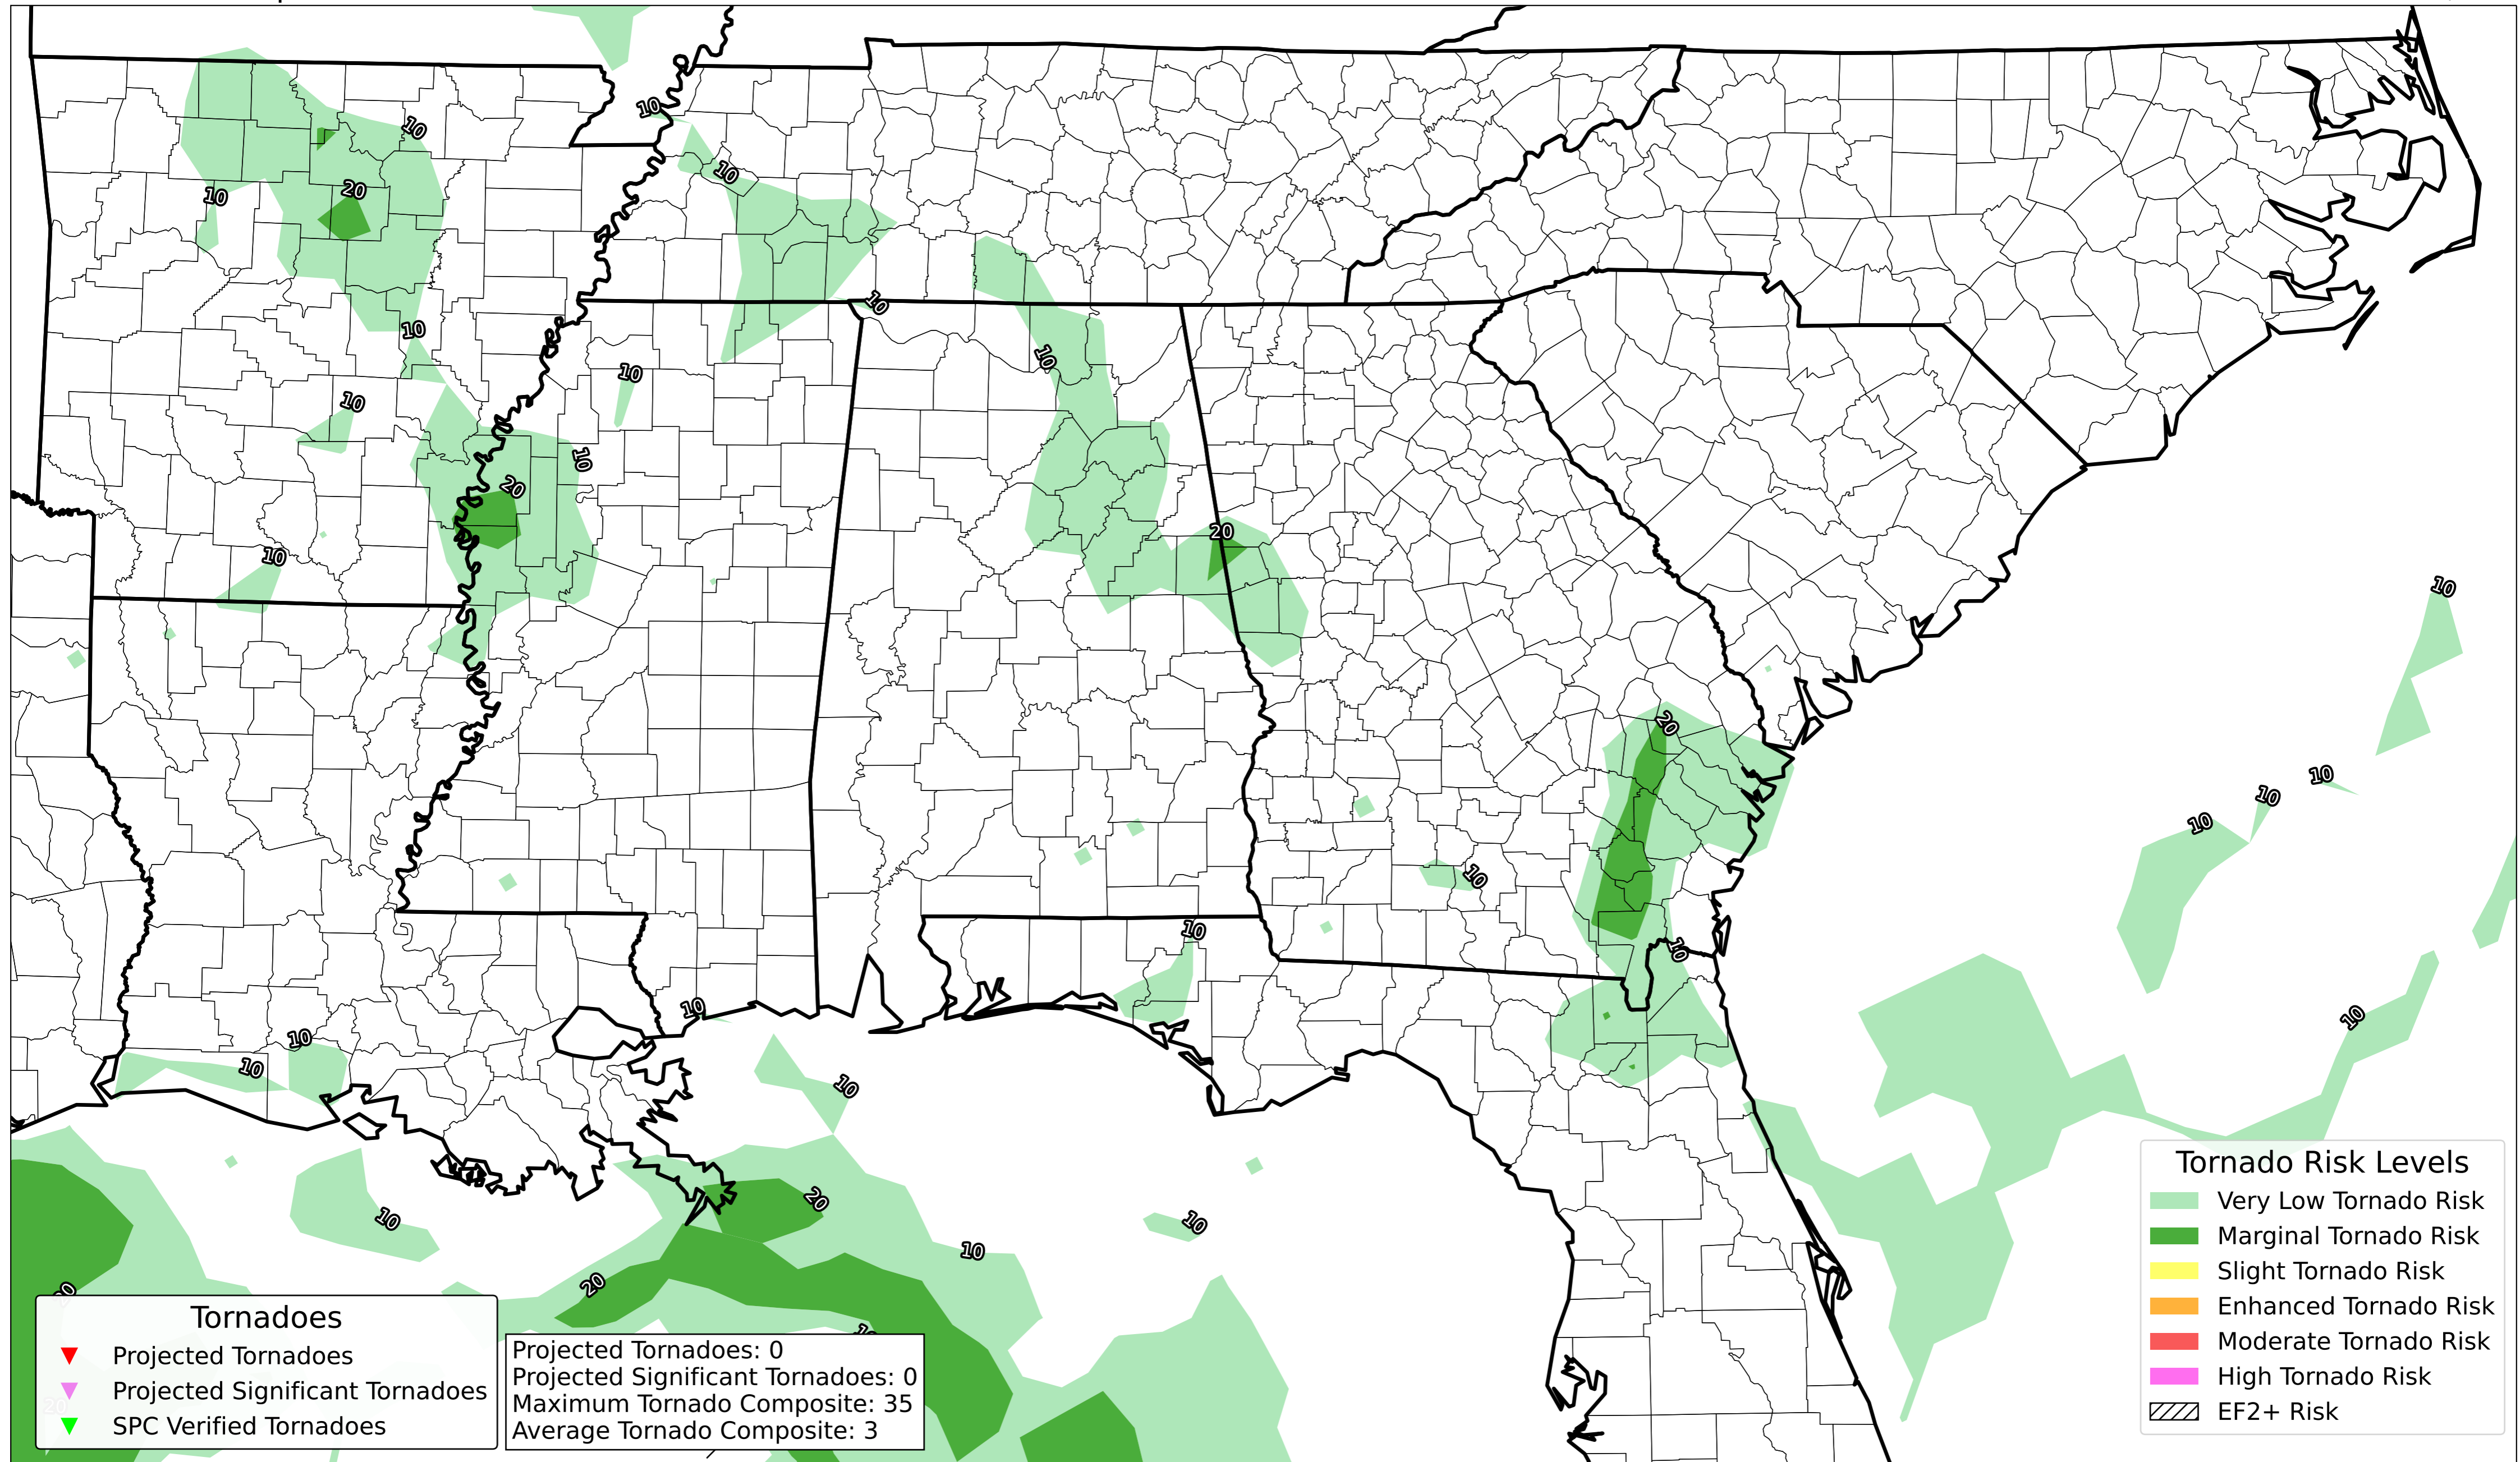 10
10
20
10
10
10
10
10
10
10
10
20
10
20
10
20
10
10
10
10
10
10
10
10
10
10
10
10
20
10
10
10
20
20
Tornadoes
Projected Tornadoes
Projected Significant Tornadoes
SPC Verified Tornadoes
Projected Tornadoes: 0
Projected Significant Tornadoes: 0
Maximum Tornado Composite: 35
Average Tornado Composite: 3
Tornado Risk Levels
Very Low Tornado Risk
Marginal Tornado Risk
Slight Tornado Risk
Enhanced Tornado Risk
Moderate Tornado Risk
High Tornado Risk
EF2+ Risk